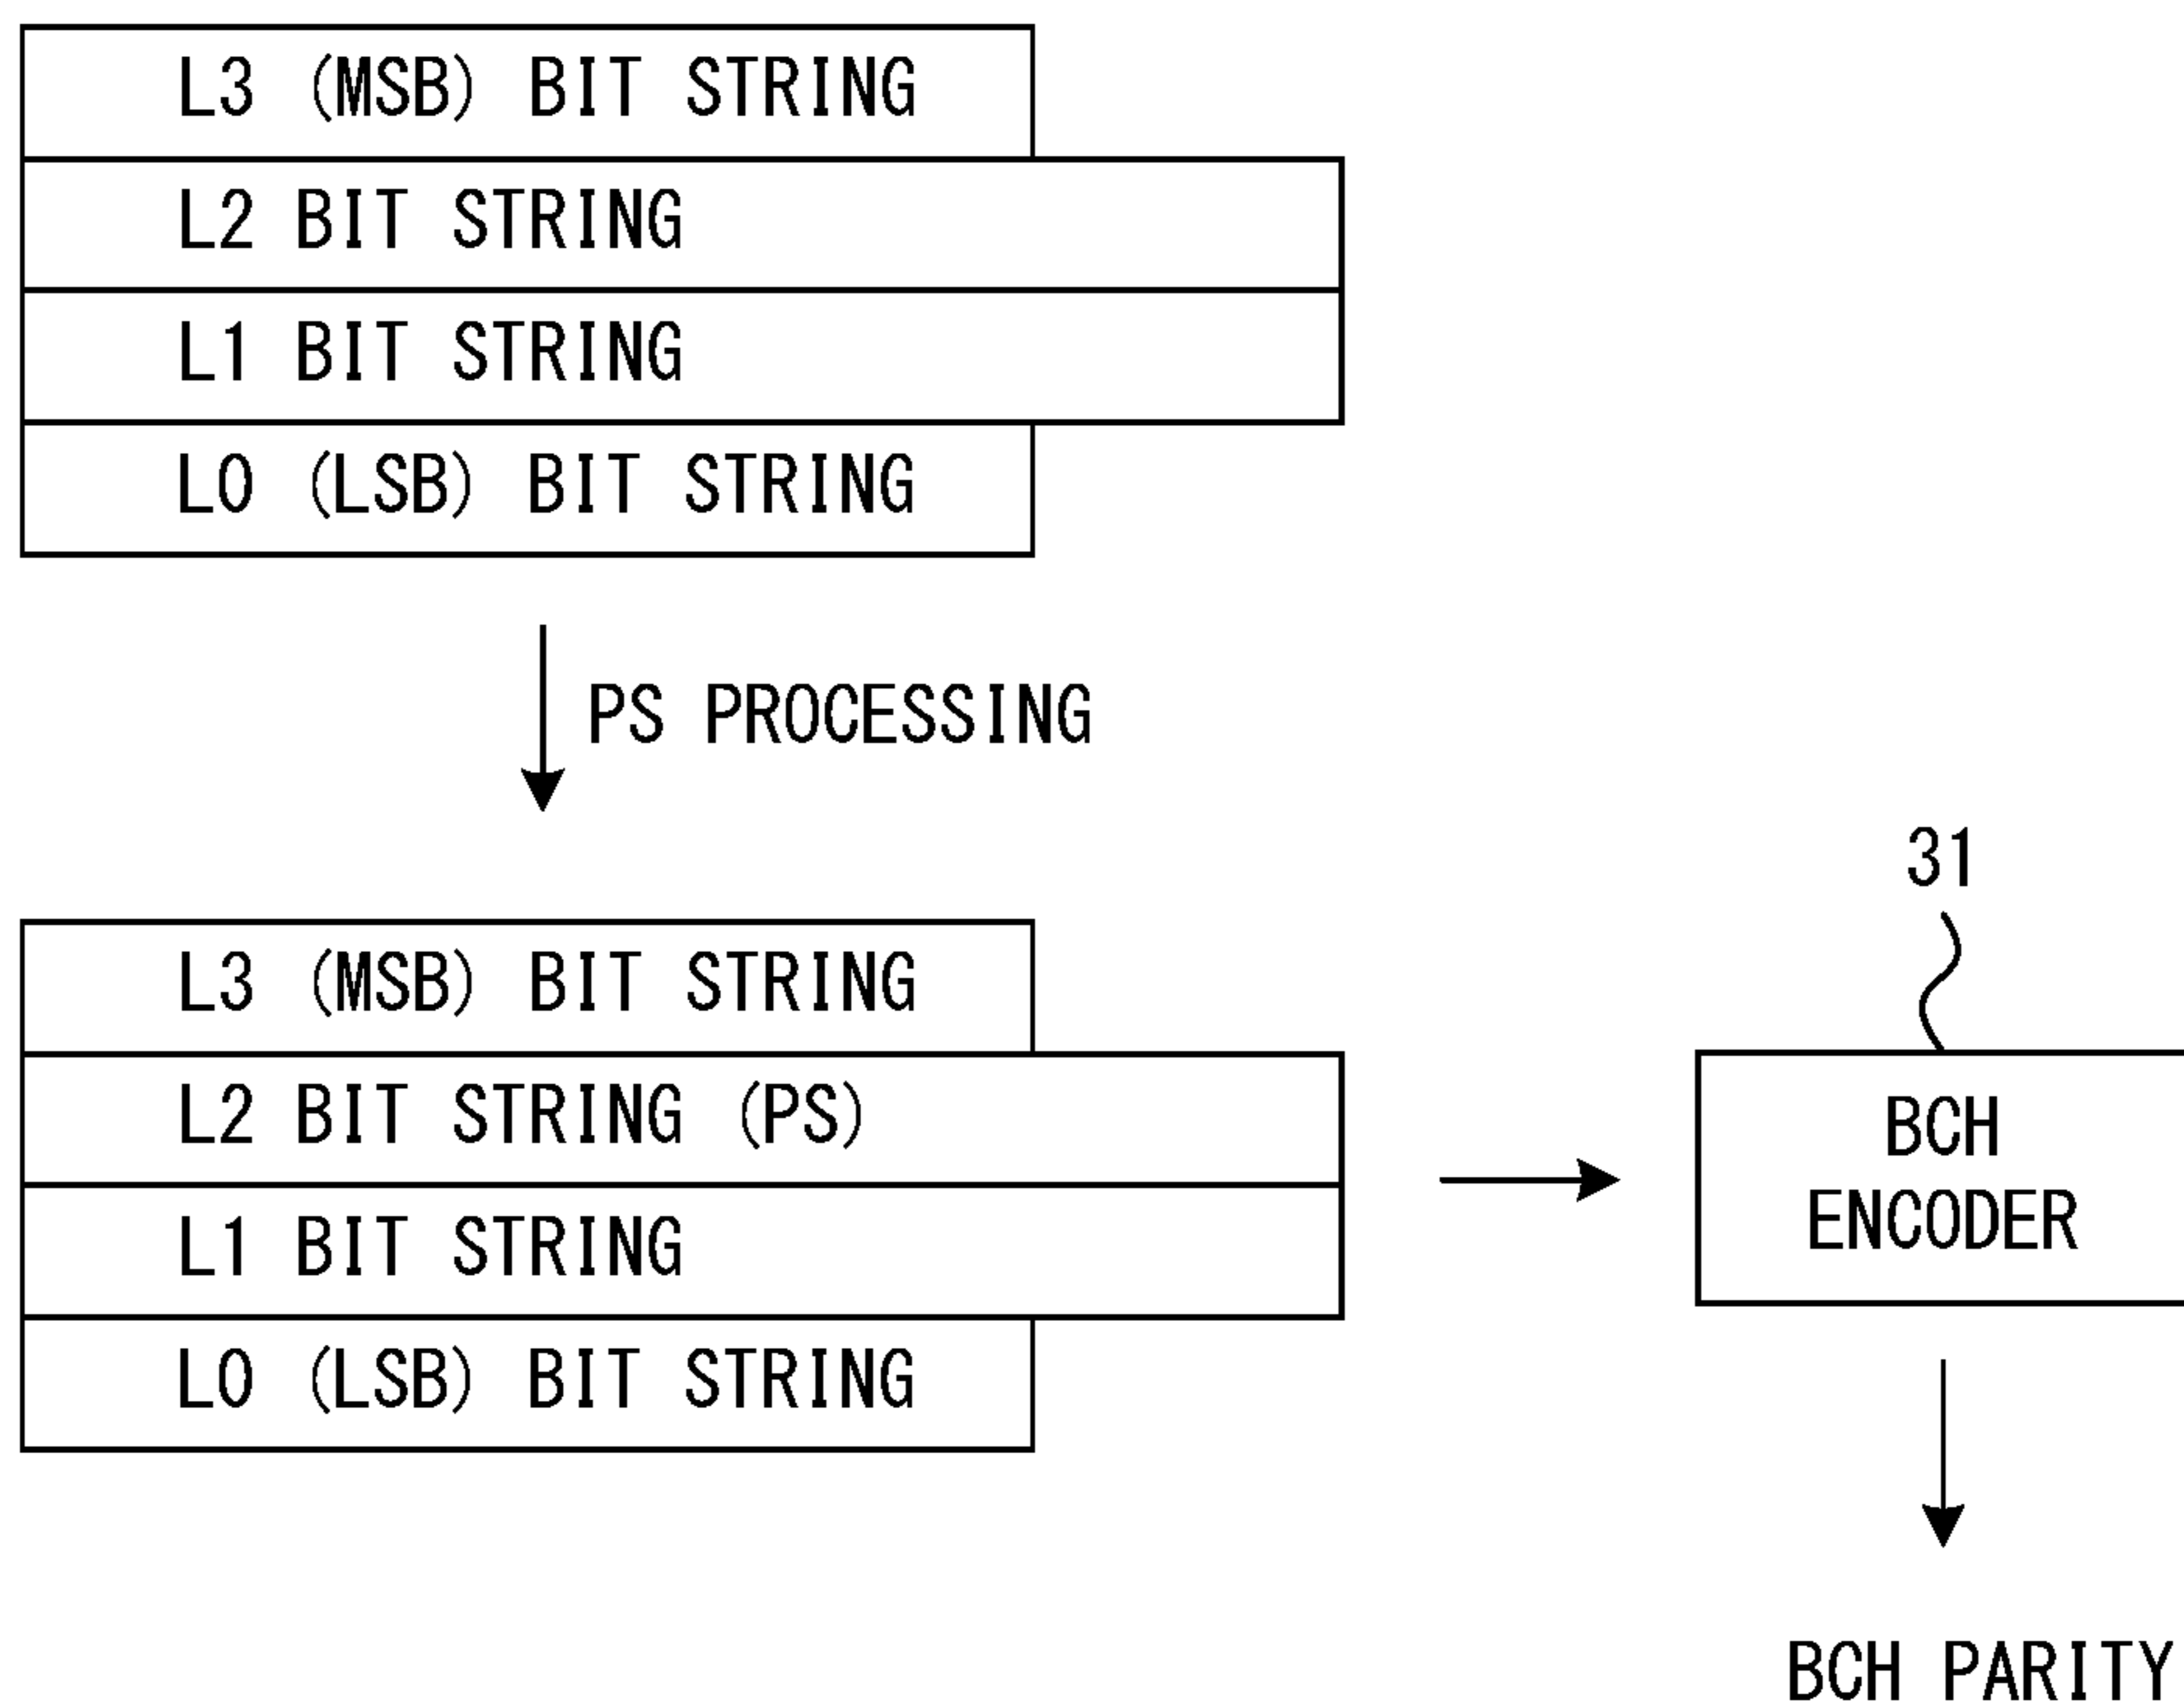 L3 (MSB) BIT STRING
L2 BIT STRING
L1 BIT STRING
L0 (LSB) BIT STRING
PS PROCESSING
L3 (MSB) BIT STRING
L2 BIT STRING (PS)
L1 BIT STRING
L0 (LSB) BIT STRING
31
BCH
ENCODER
BCH PARITY